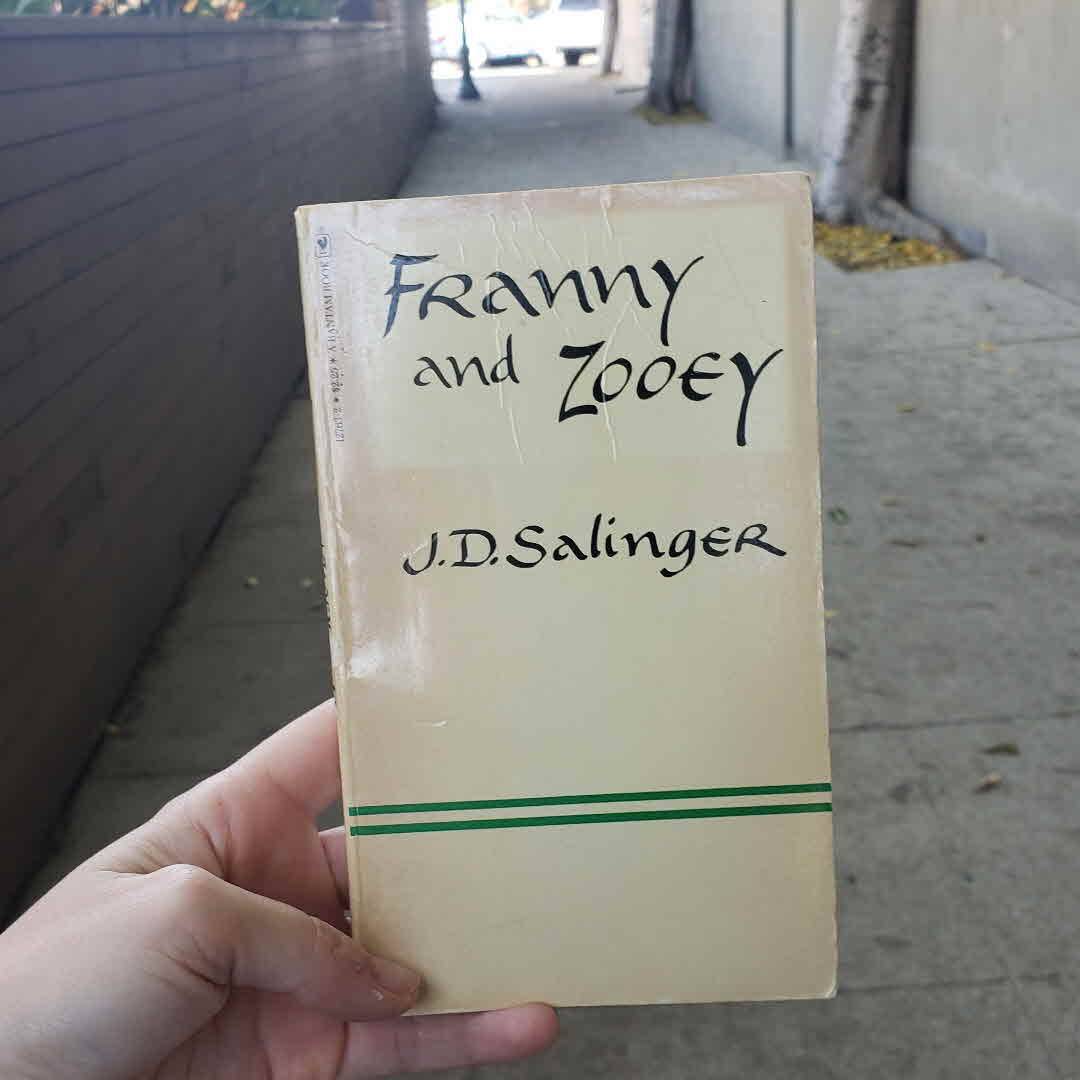 Franny
and Zooey
J.D. Salinger